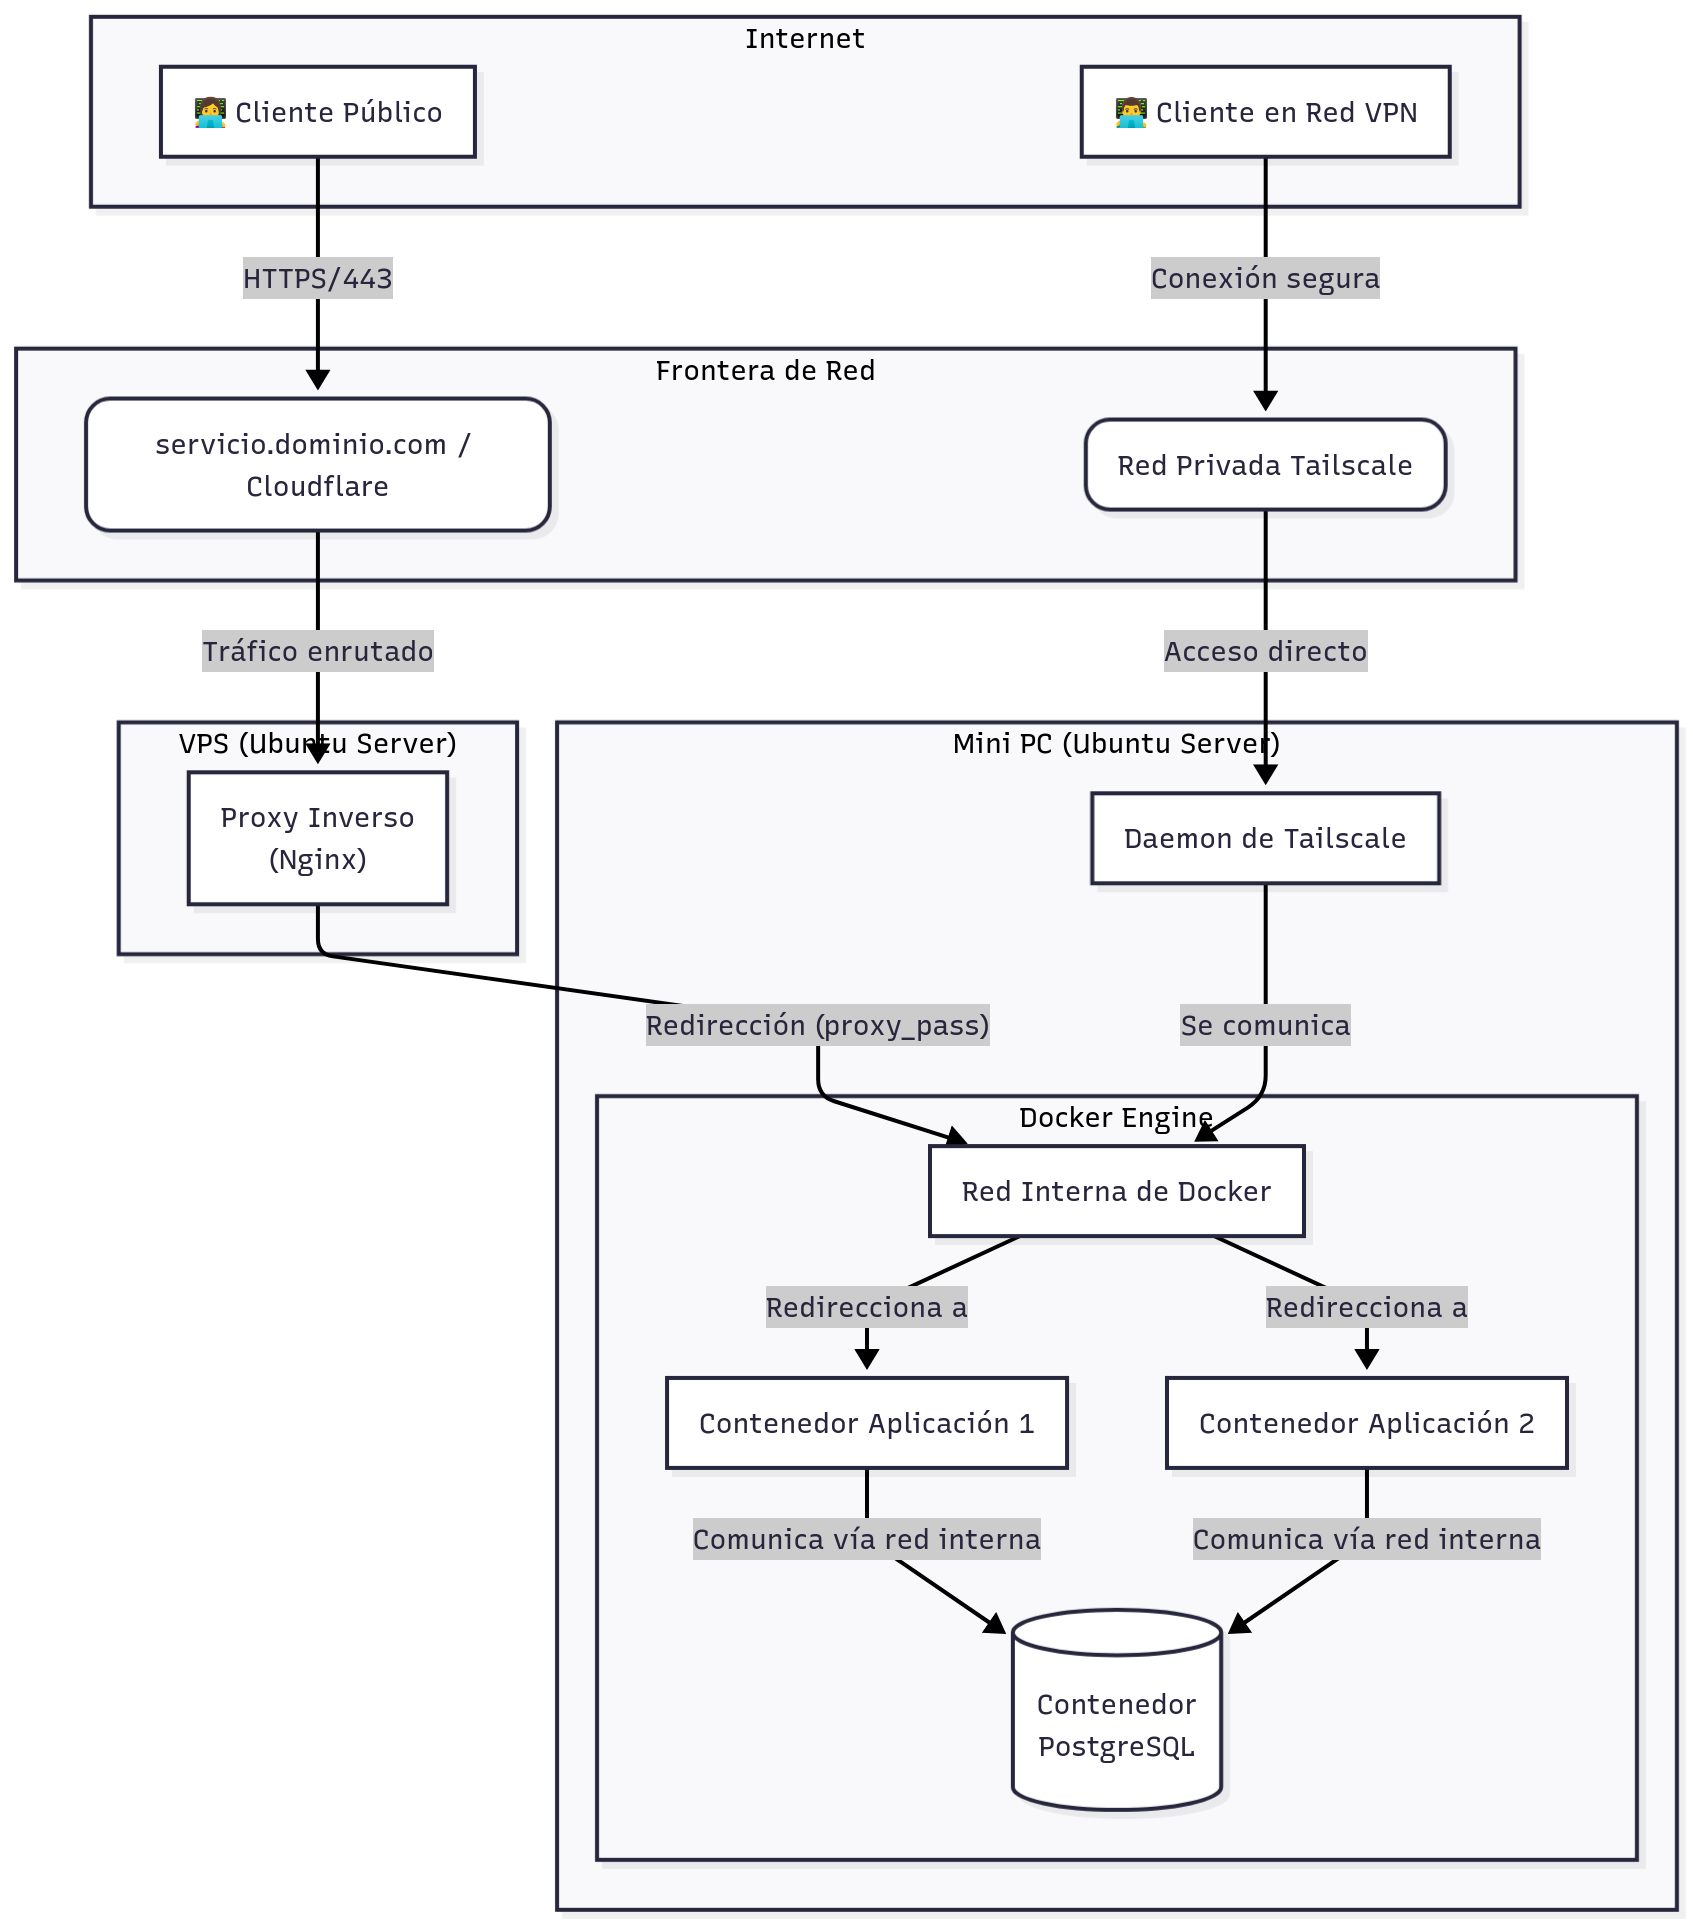 Internet
Cliente Público
Cliente en Red VPN
HTTPS/443
Conexión segura
Frontera de Red
servicio.dominio.com /
Cloudflare
Red Privada Tailscale
Tráfico enrutado
Acceso directo
VPS (Ubuntu Server)
Mini PC (Ubuntu Server)
Proxy Inverso
(Nginx)
Daemon de Tailscale
Redirección (proxy_pass)
Se comunica
Docker Engine
Red Interna de Docker
Redirecciona a
Redirecciona a
Contenedor Aplicación 1
Contenedor Aplicación 2
Comunica vía red interna
Comunica vía red interna
Contenedor
PostgreSQL